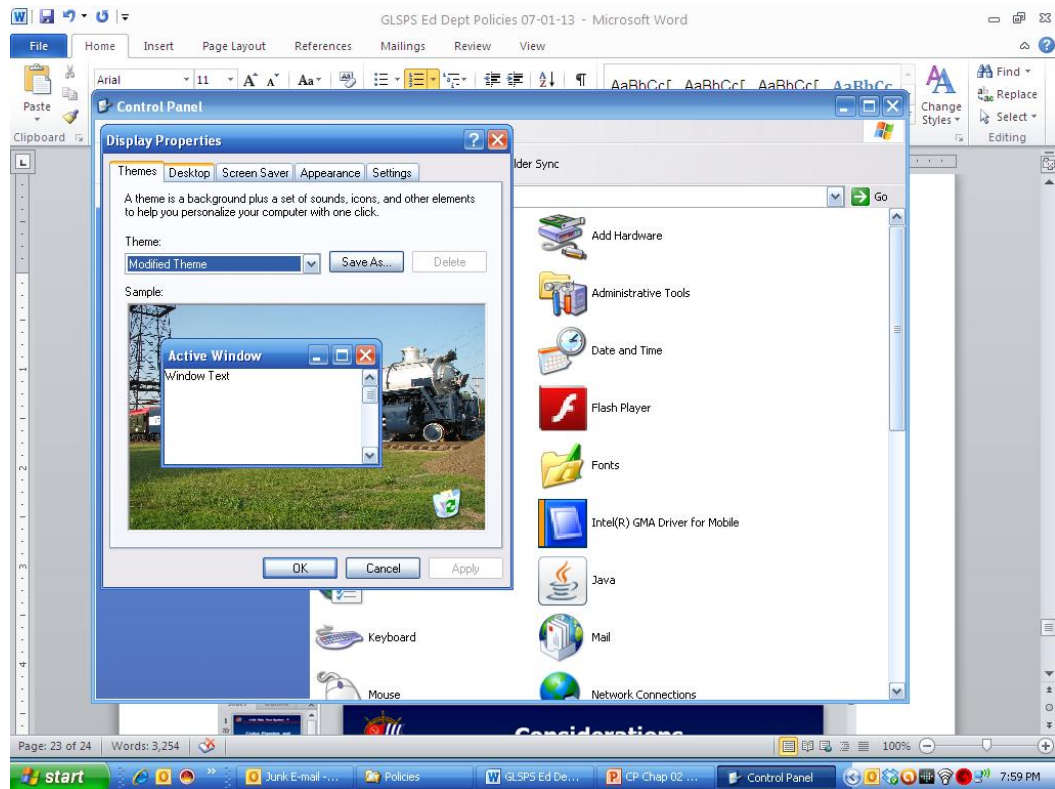 GLSPS Ed Dept Policies 07-01-13 - Microsoft Word
File Home Insert Page Layout References Mailings Review View
Arial 11
AaBbCcI AaBbCcI AaBbCcI AaBbCc
Paste
Clipboard
Change Styles
Find
Replace
Select
Editing
Control Panel
Display Properties
Themes Desktop Screen Saver Appearance Settings
A theme is a background plus a set of sounds, icons, and other elements
to help you personalize your computer with one click.
Theme:
Modified Theme Save As... Delete
Sample:
Active Window
Window Text
OK Cancel Apply
lder Sync
Go
Add Hardware
Administrative Tools
Date and Time
Flash Player
Fonts
Intel(R) GMA Driver for Mobile
Java
Keyboard Mail
Mouse Network Connections
Considerations
Page: 23 of 24 Words: 3,254 100%
start Junk E-mail -... Policies GLSPS Ed De... CP Chap 02 ... Control Panel 7:59 PM